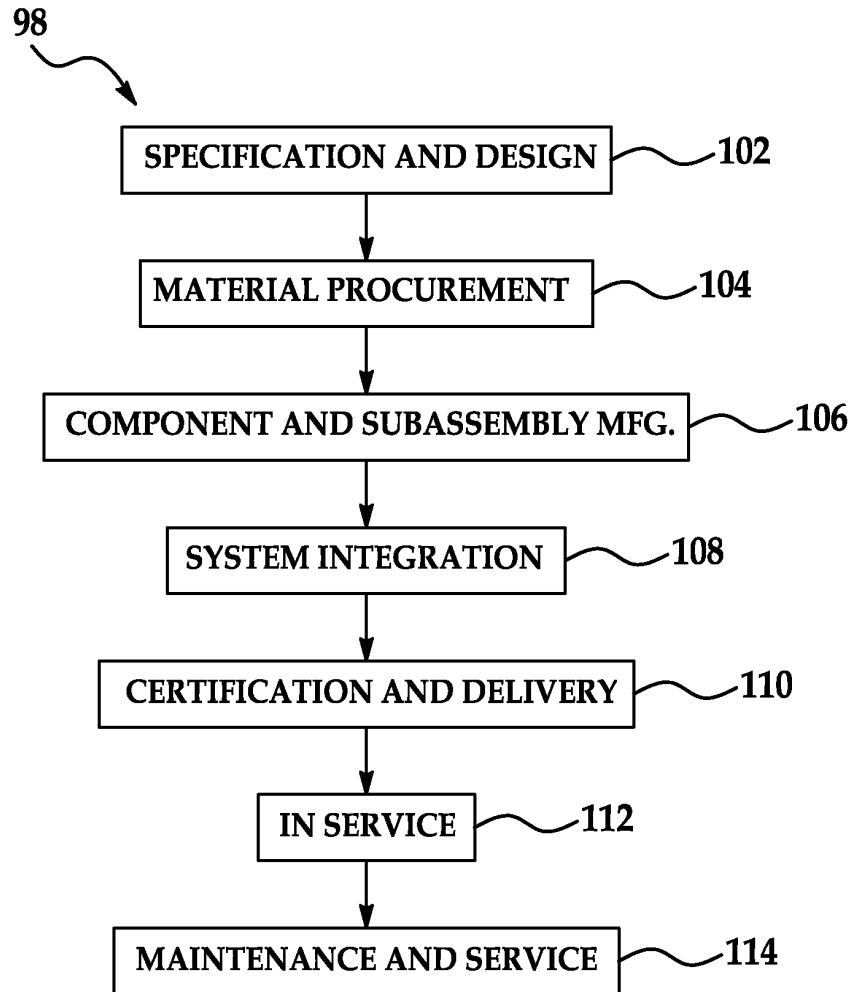 98
SPECIFICATION AND DESIGN 102
MATERIAL PROCUREMENT 104
COMPONENT AND SUBASSEMBLY MFG. 106
SYSTEM INTEGRATION 108
CERTIFICATION AND DELIVERY 110
IN SERVICE 112
MAINTENANCE AND SERVICE 114